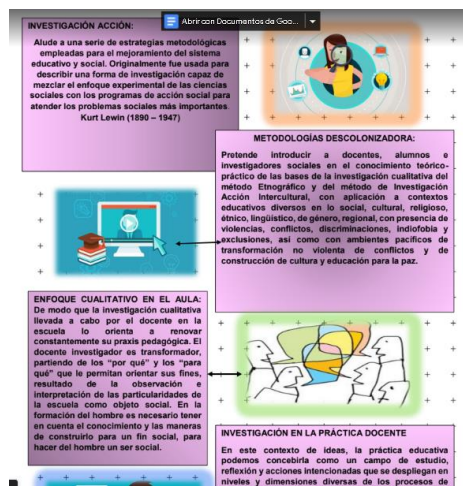 INVESTIGACIÓN ACCIÓN:
Abrir con Documentos de Goo...
Alude a una serie de estrategias metodológicas
empleadas para el mejoramiento del sistema
educativo y social. Originalmente fue usada para
describir una forma de investigación capaz de
mezclar el enfoque experimental de las ciencias
sociales con los programas de acción social para
atender los problemas sociales más importantes.
Kurt Lewin (1890 – 1947)
METODOLOGÍAS DESCOLONIZADORA:
Pretende introducir a docentes, alumnos e
investigadores sociales en el conocimiento teórico-
práctico de las bases de la investigación cualitativa del
método Etnográfico y del método de Investigación
Acción Intercultural, con aplicación a contextos
educativos diversos en lo social, cultural, religioso,
étnico, lingüístico, de género, regional, con presencia de
violencias, conflictos, discriminaciones, indiofobia y
exclusiones, así como con ambientes pacíficos de
transformación no violenta de conflictos y de
construcción de cultura y educación para la paz.
ENFOQUE CUALITATIVO EN EL AULA:
De modo que la investigación cualitativa
llevada a cabo por el docente en la
escuela lo orienta a renovar
constantemente su praxis pedagógica. El
docente investigador es transformador,
partiendo de los "por qué" y los "para
qué" que le permitan orientar sus fines,
resultado de la observación e
interpretación de las particularidades de
la escuela como objeto social. En la
formación del hombre es necesario tener
en cuenta el conocimiento y las maneras
de construirlo para un fin social, para
hacer del hombre un ser social.
INVESTIGACIÓN EN LA PRÁCTICA DOCENTE
En este contexto de ideas, la práctica educativa
podemos concebirla como un campo de estudio,
reflexión y acciones intencionadas que se despliegan en
niveles y dimensiones diversas de los procesos de